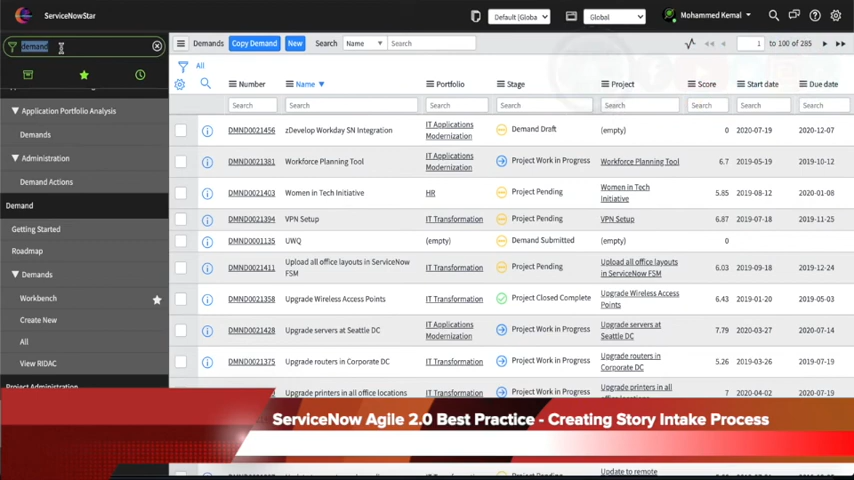 ServiceNowStar
Default (Globa
Global
Mohammed Kemal
demand
Demands
Copy Demand
New
Search
Name
Search
1
to 100 of 285
All
Number
Name
Portfolio
Stage
Project
Score
Start date
Due date
Search
Search
Search
Search
Search
Search
Search
Search
Application Portfolio Analysis
Demands
Administration
Demand Actions
Demand
Getting Started
Roadmap
Demands
Workbench
Create New
All
View RIDAC
Project Administration
DMND0021456
zDevelop Workday SN Integration
IT Applications
Modernization
Demand Draft
(empty)
0
2020-07-19
2020-12-07
DMND0021381
Workforce Planning Tool
IT Applications
Modernization
Project Work in Progress
Workforce Planning Tool
6.7
2019-05-19
2019-10-12
DMND0021403
Women in Tech Initiative
HR
Project Pending
Women in Tech
Initiative
5.85
2019-08-12
2020-01-08
DMND0021394
VPN Setup
IT Transformation
Project Pending
VPN Setup
6.87
2019-07-18
2019-11-25
DMND0001135
UWQ
(empty)
Demand Submitted
(empty)
0
DMND0021411
Upload all office layouts in ServiceNow
FSM
IT Transformation
Project Pending
Upload all office layouts
in ServiceNow FSM
6.03
2019-09-18
2019-12-24
DMND0021358
Upgrade Wireless Access
Points
IT Transformation
Project Closed Complete
Upgrade Wireless Access
Points
6.43
2019-01-20
2019-05-03
DMND0021428
Upgrade servers at Seattle DC
IT Applications
Modernization
Project Work in Progress
Upgrade servers at
Seattle DC
7.79
2020-03-27
2020-07-14
DMND0021375
Upgrade routers in Corporate DC
IT Transformation
Project Work in Progress
Upgrade routers in
Corporate DC
5.26
2019-03-26
2019-07-19
Upgrade printers in all office locations
IT Applications
Project Work in Progress
Upgrade printers in all
7
2020-04-02
ServiceNow Agile 2.0 Best Practice - Creating Story Intake Process
Update to remote